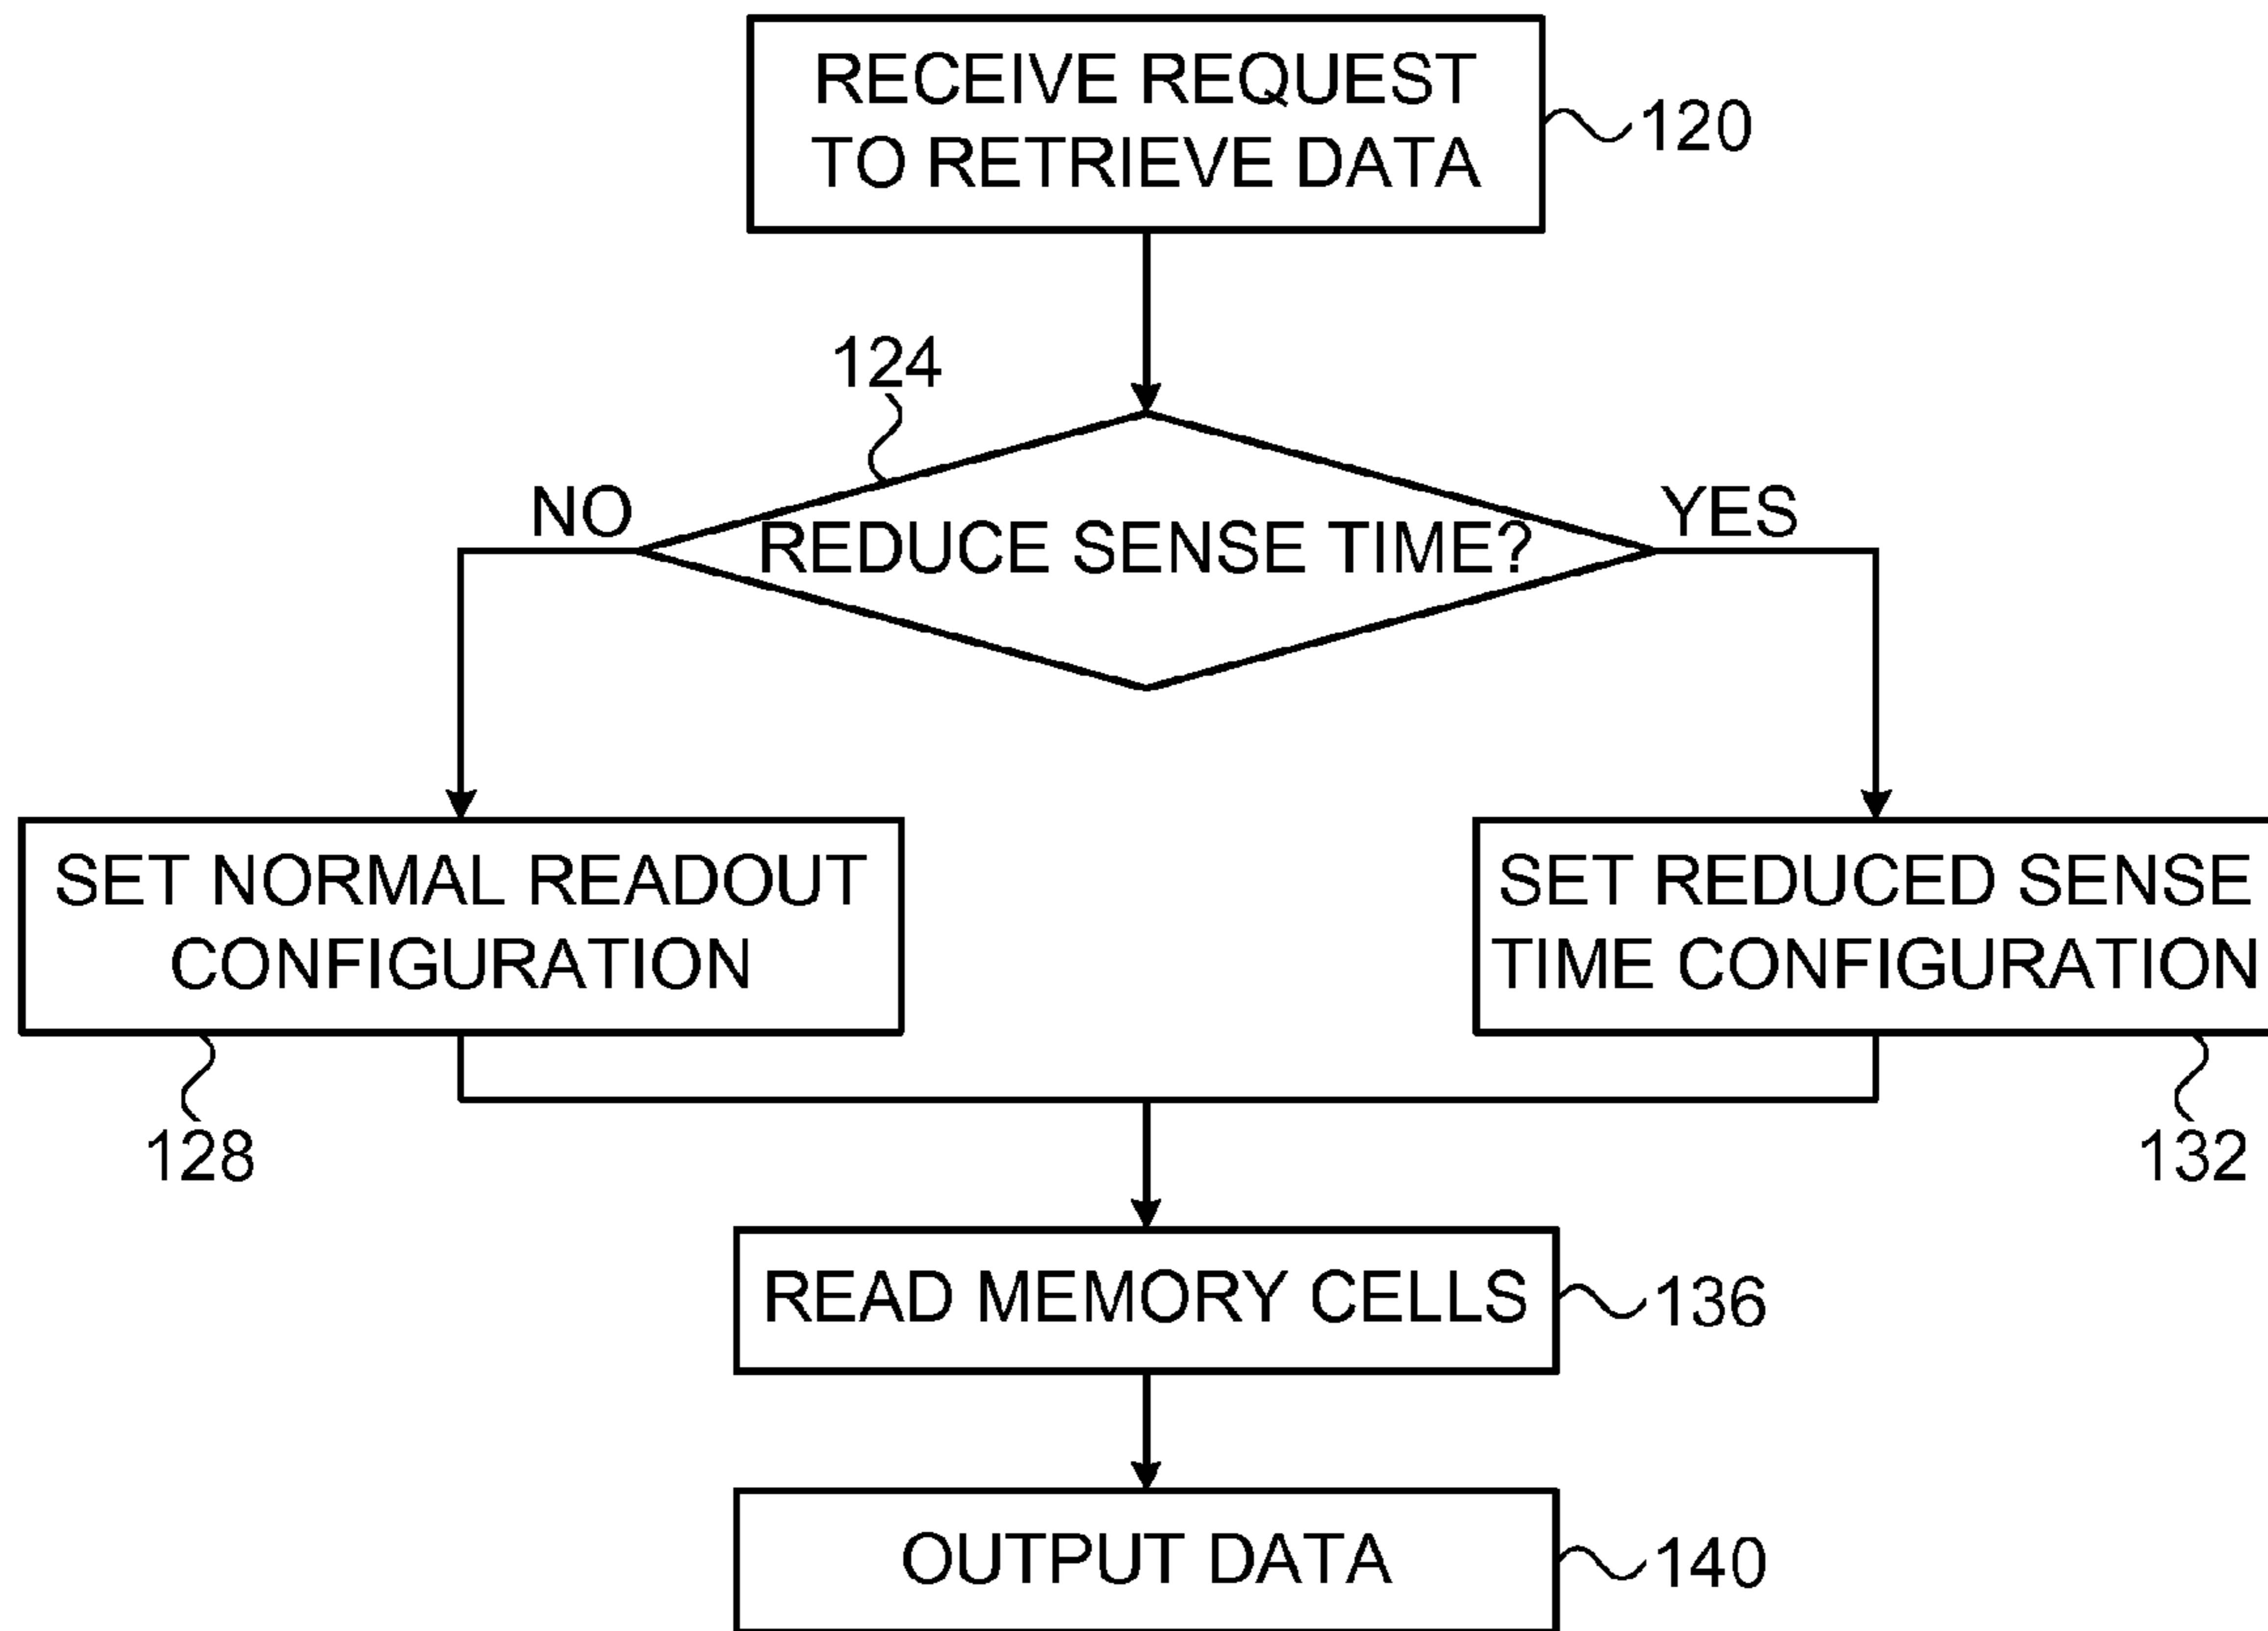 RECEIVE REQUEST
TO RETRIEVE DATA
120
124
NO
REDUCE SENSE TIME?
YES
SET NORMAL READOUT
CONFIGURATION
128
SET REDUCED SENSE
TIME CONFIGURATION
132
READ MEMORY CELLS
136
OUTPUT DATA
140